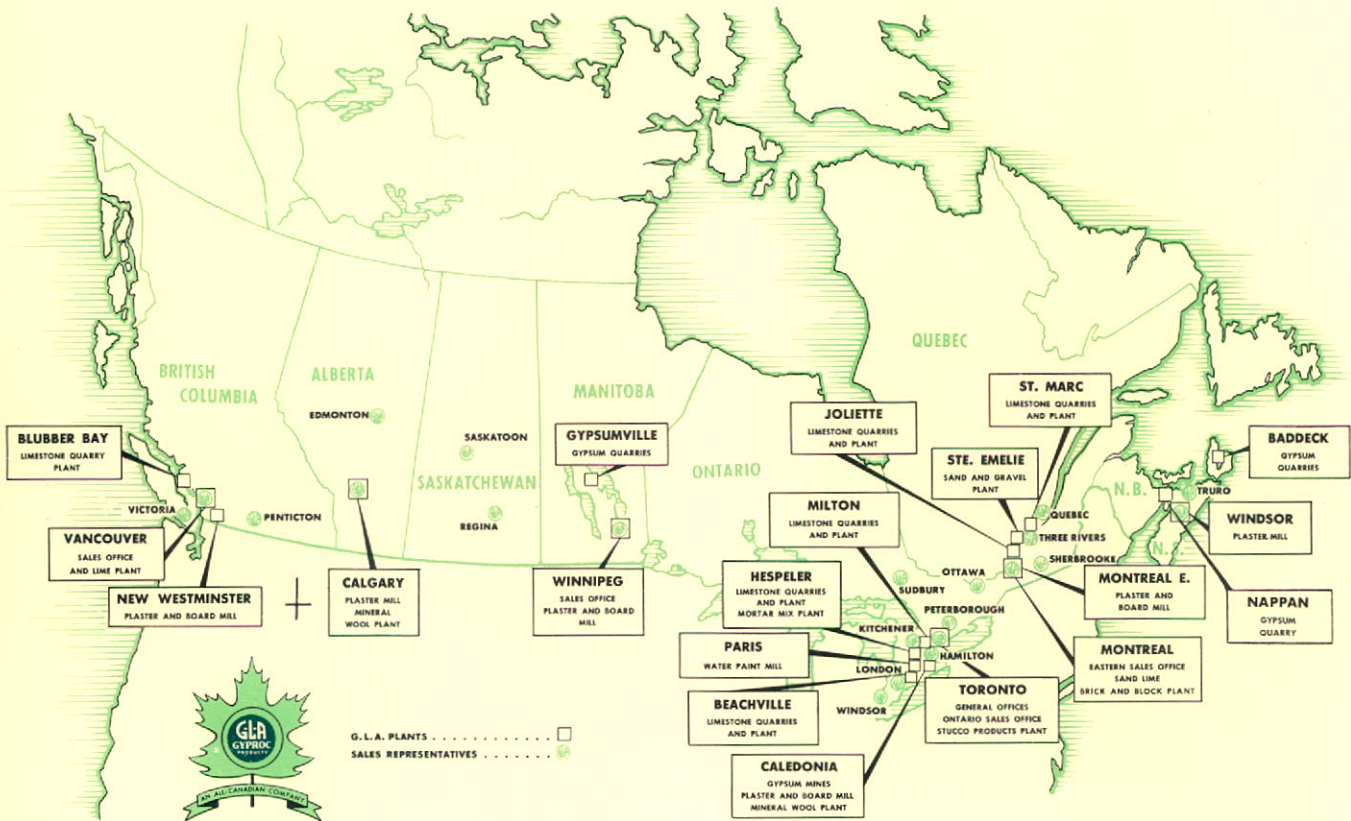 BRITISH
COLUMBIA
ALBERTA
EDMONTON
SASKATOON
SASKATCHEWAN
REGINA
MANITOBA
ONTARIO
QUEBEC
N.B.
N.S.
BLUBBER BAY
LIMESTONE QUARRY
PLANT
VICTORIA
PENTICTON
VANCOUVER
SALES OFFICE
AND LIME PLANT
NEW WESTMINSTER
PLASTER AND BOARD MILL
CALGARY
PLASTER MILL
MINERAL
WOOL PLANT
GYPSUMVILLE
GYPSUM QUARRIES
WINNIPEG
SALES OFFICE
PLASTER AND BOARD
MILL
JOLIETTE
LIMESTONE QUARRIES
AND PLANT
ST. MARC
LIMESTONE QUARRIES
AND PLANT
STE. EMELIE
SAND AND GRAVEL
PLANT
MILTON
LIMESTONE QUARRIES
AND PLANT
HESPELER
LIMESTONE QUARRIES
AND PLANT
MORTAR MIX PLANT
PARIS
WATER PAINT MILL
BEACHVILLE
LIMESTONE QUARRIES
AND PLANT
CALEDONIA
GYPSUM MINES
PLASTER AND BOARD MILL
MINERAL WOOL PLANT
TORONTO
GENERAL OFFICES
ONTARIO SALES OFFICE
STUCCO PRODUCTS PLANT
MONTREAL
EASTERN SALES OFFICE
SAND LIME
BRICK AND BLOCK PLANT
MONTREAL E.
PLASTER AND
BOARD MILL
BADDECK
GYPSUM
QUARRIES
WINDSOR
PLASTER MILL
NAPPAN
GYPSUM
QUARRY
TRURO
QUEBEC
THREE RIVERS
SHERBROOKE
OTTAWA
SUDBURY
PETERBOROUGH
KITCHENER
HAMILTON
LONDON
WINDSOR
GLA
GYPROC
PRODUCTS
AN ALL-CANADIAN COMPANY
G.L.A. PLANTS . . . . . . . . . . . .
SALES REPRESENTATIVES . . . . . . .